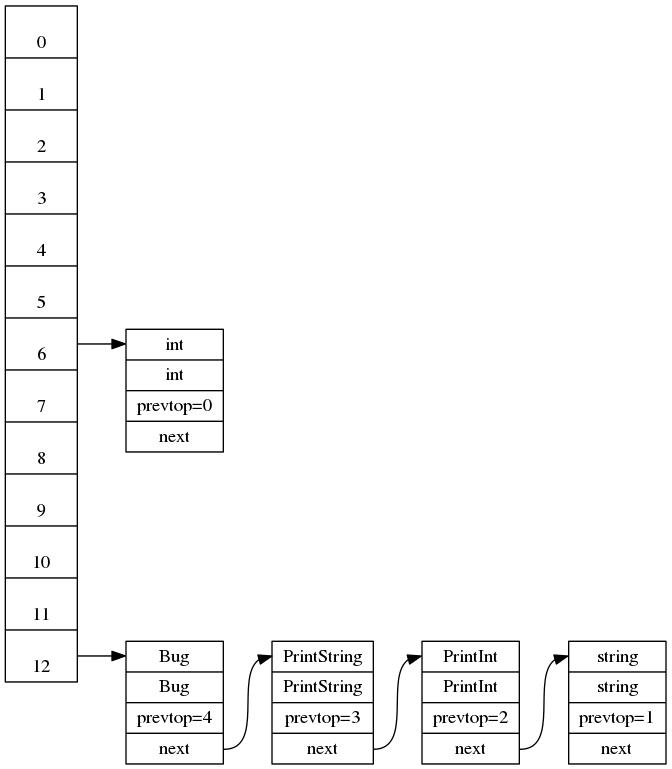 0
1
2
3
4
5
6
7
8
9
10
11
12
int
int
prevtop=0
next
Bug
Bug
prevtop=4
next
PrintString
PrintString
prevtop=3
next
PrintInt
PrintInt
prevtop=2
next
string
string
prevtop=1
next